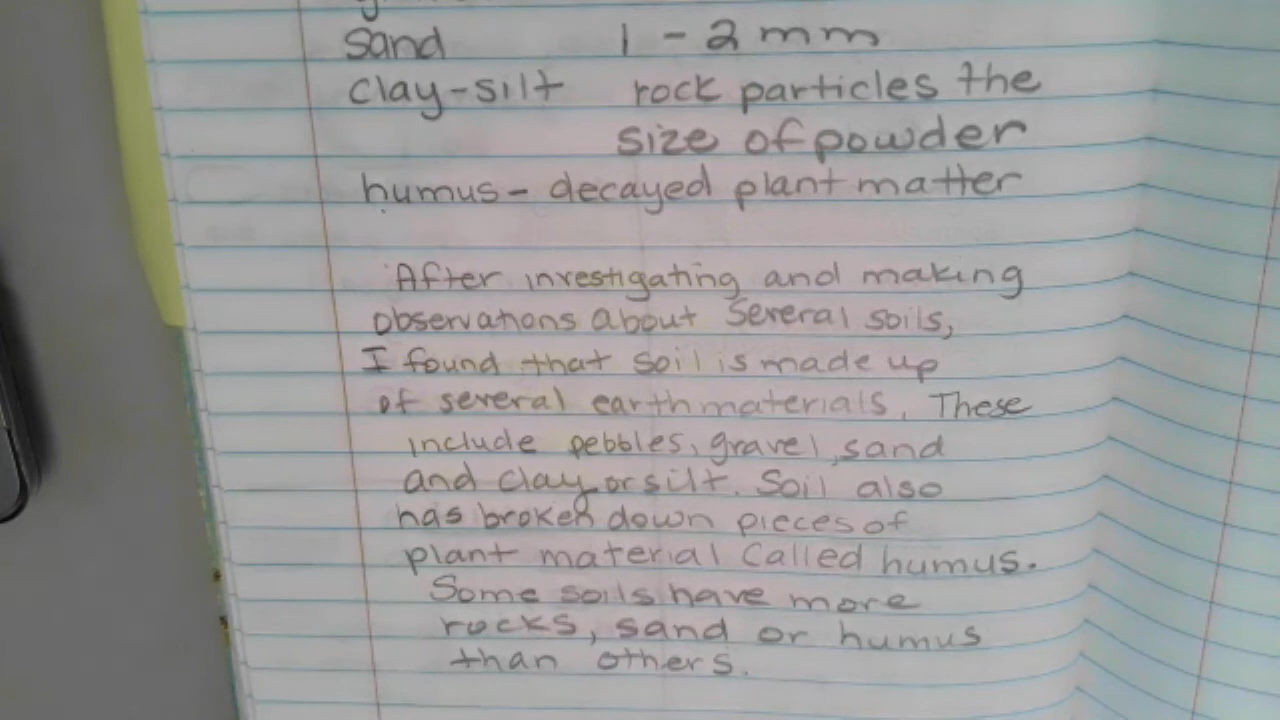 sand 1 - 2 mm
clay-silt rock particles the
size of powder
humus - decayed plant matter
After investigating and making
observations about several soils,
I found that soil is made up
of several earth materials. These
include pebbles, gravel, sand
and clay or silt. Soil also
has broken down pieces of
plant material called humus.
Some soils have more
rocks, sand or humus
than others.